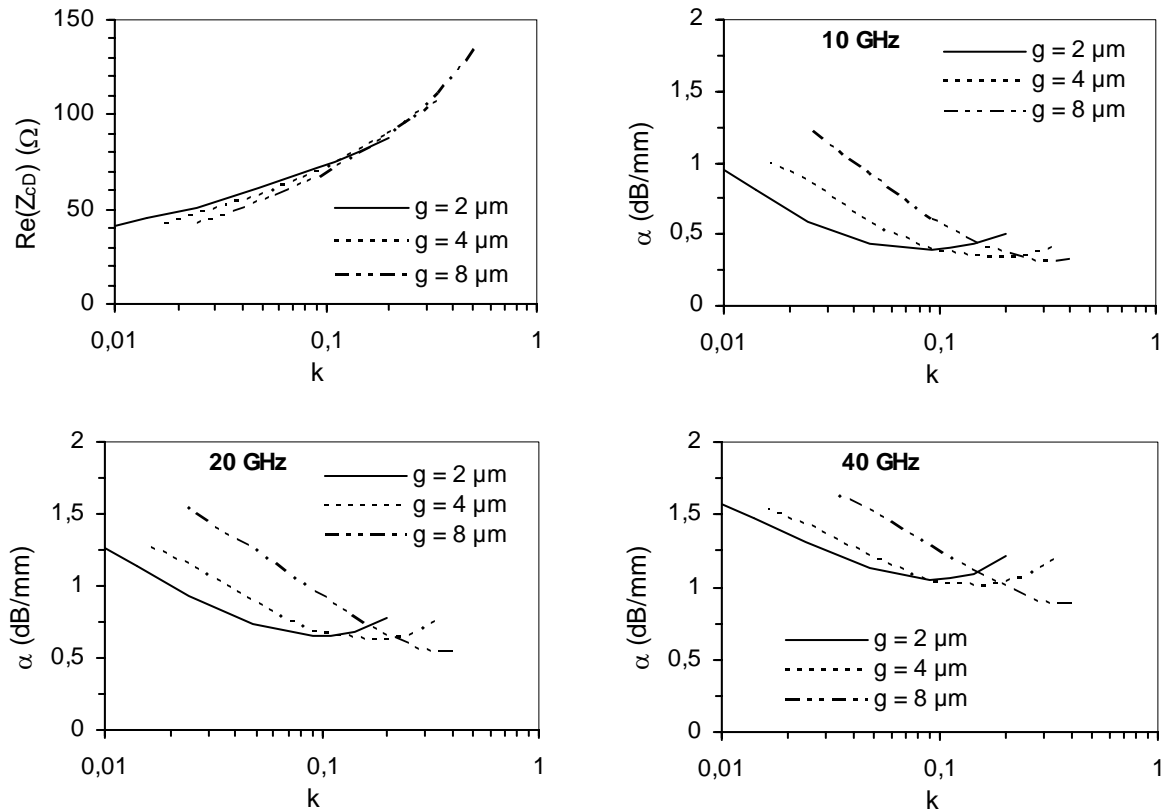 150
100
50
0
Re(ZcD) (Ω)
g = 2 µm
g = 4 µm
g = 8 µm
0,01
0,1
1
k
2
1,5
1
0,5
0
α (dB/mm)
10 GHz
g = 2 µm
g = 4 µm
g = 8 µm
0,01
0,1
1
k
2
1,5
1
0,5
0
α (dB/mm)
20 GHz
g = 2 µm
g = 4 µm
g = 8 µm
0,01
0,1
1
k
2
1,5
1
0,5
0
α (dB/mm)
40 GHz
g = 2 µm
g = 4 µm
g = 8 µm
0,01
0,1
1
k